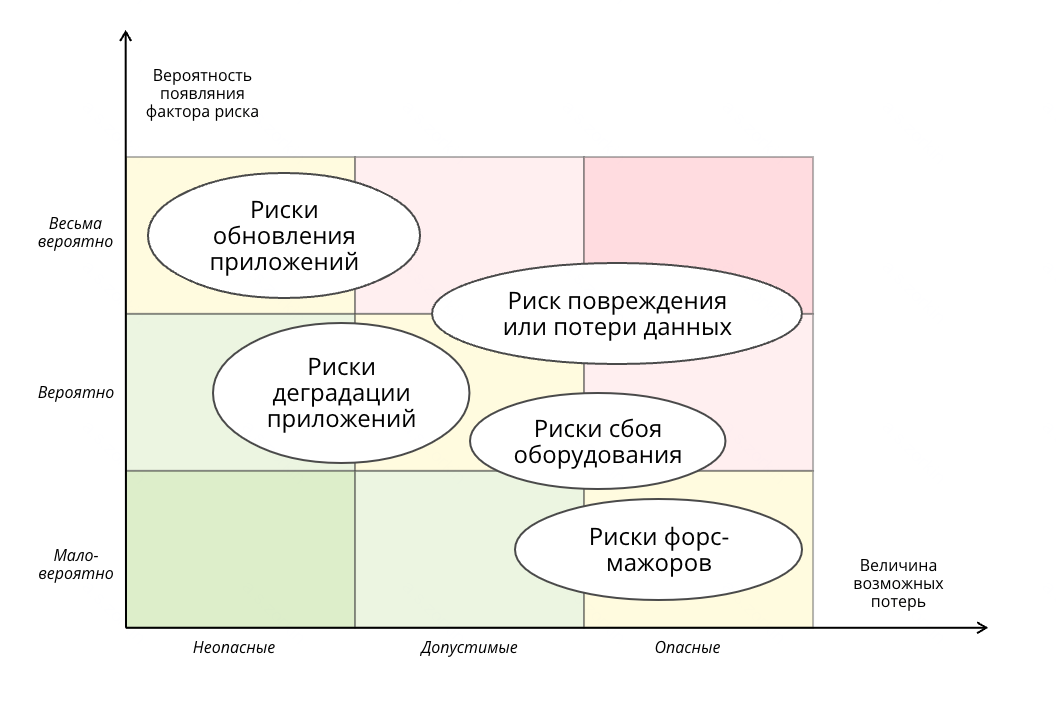 Вероятность
появляния
фактора риска
Весьма
вероятно
Риски
обновления
приложений
Риск повреждения
или потери данных
Вероятно
Риски
деградации
приложений
Риски сбоя
оборудования
Мало-
вероятно
Риски форс-
мажоров
Величина
возможных
потерь
Неопасные
Допустимые
Опасные